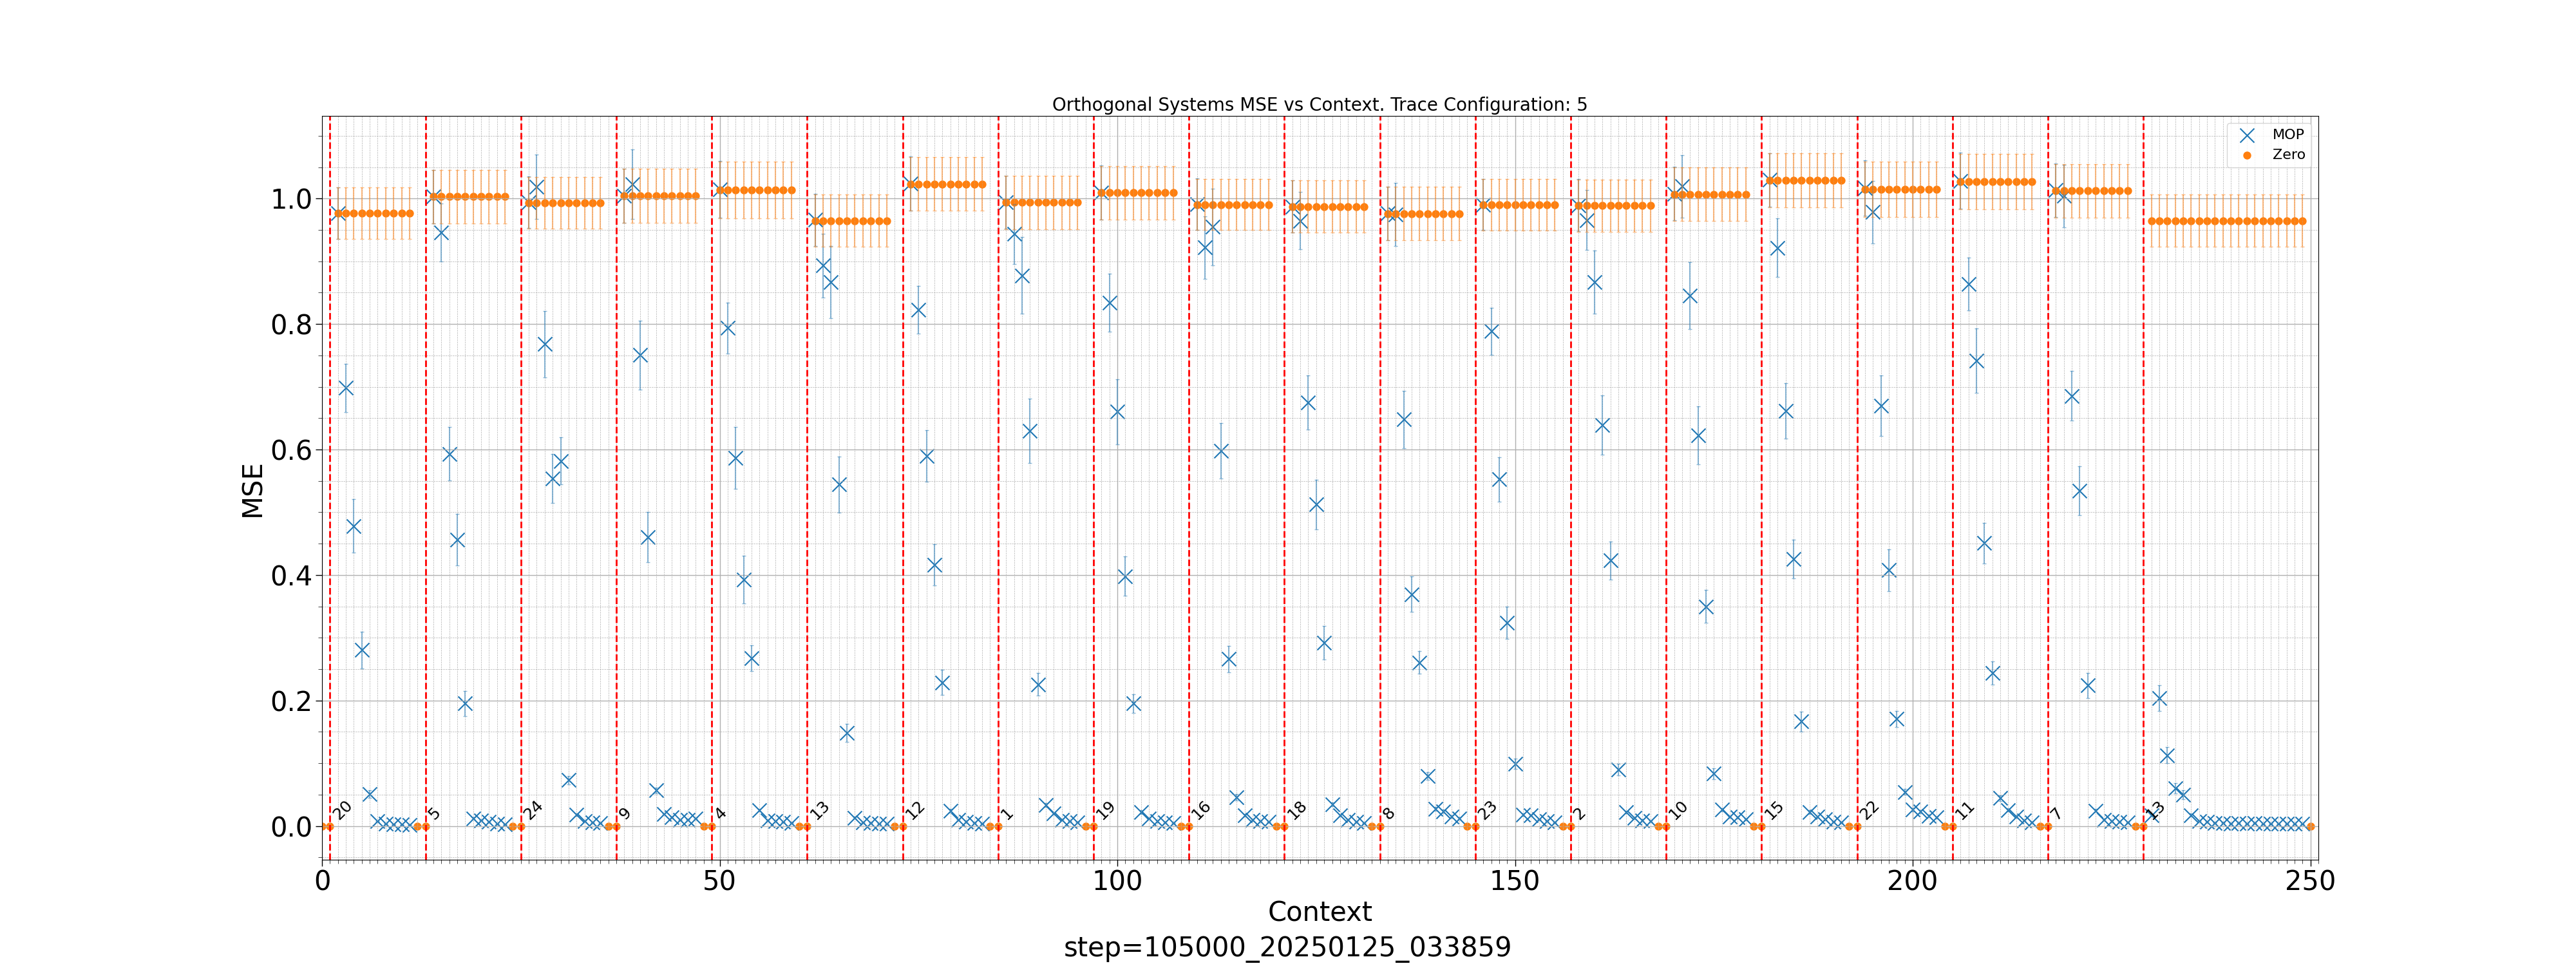 Orthogonal Systems MSE vs Context. Trace Configuration: 5
MOP
Zero
MSE
1.0
0.8
0.6
0.4
0.2
0.0
20 5 24 9 4 13 12 1 19 16 18 8 23 2 10 15 22 11 7 13
0 50 100 150 200 250
Context
step=105000_20250125_033859